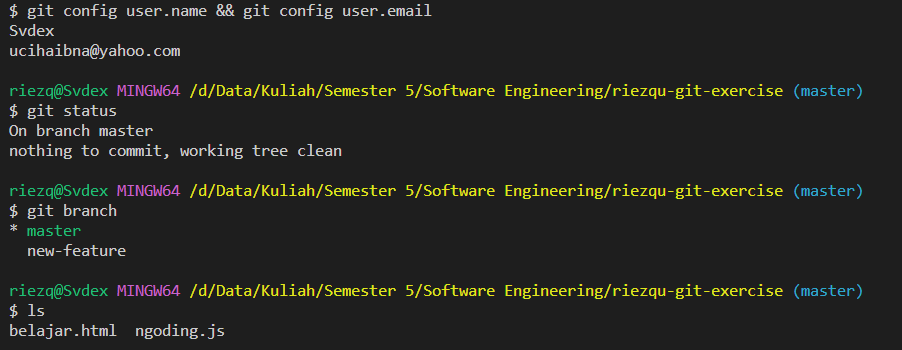 $ git config user.name && git config user.email
Svdex
ucihaibna@yahoo.com
riezq@Svdex MINGW64 /d/Data/Kuliah/Semester 5/Software Engineering/riezqu-git-exercise (master)
$ git status
On branch master
nothing to commit, working tree clean
riezq@Svdex MINGW64 /d/Data/Kuliah/Semester 5/Software Engineering/riezqu-git-exercise (master)
$ git branch
* master
  new-feature
riezq@Svdex MINGW64 /d/Data/Kuliah/Semester 5/Software Engineering/riezqu-git-exercise (master)
$ ls
belajar.html  ngoding.js